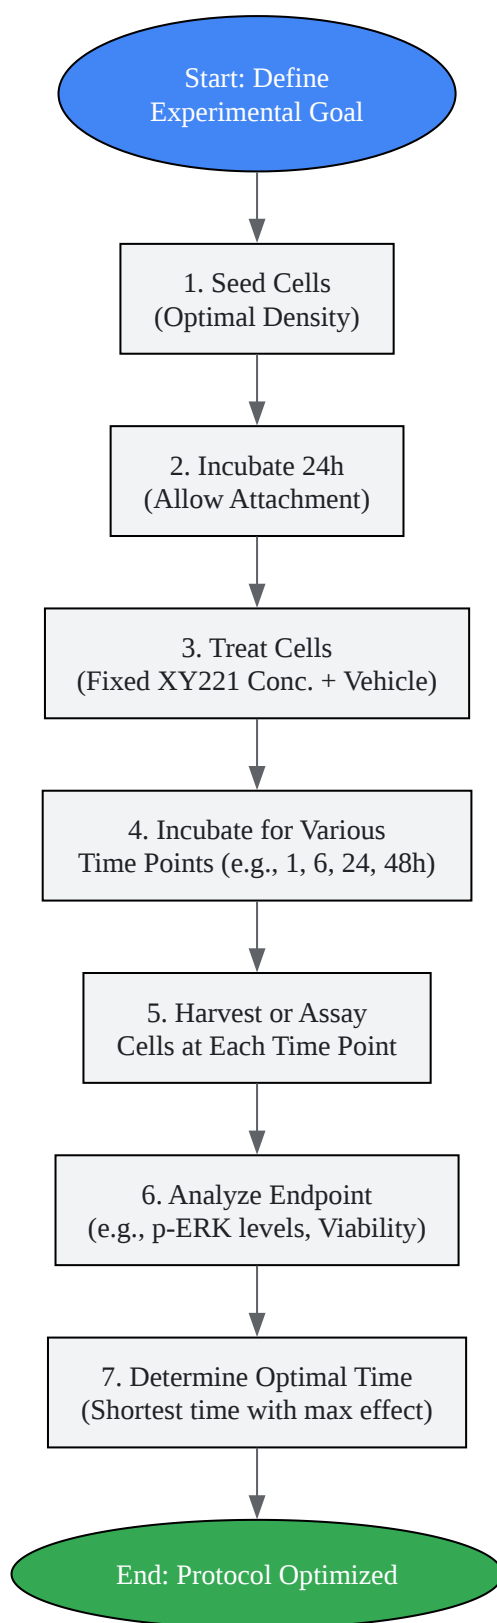 Start: Define
Experimental Goal
1. Seed Cells
(Optimal Density)
2. Incubate 24h
(Allow Attachment)
3. Treat Cells
(Fixed XY221 Conc. + Vehicle)
4. Incubate for Various
Time Points (e.g., 1, 6, 24, 48h)
5. Harvest or Assay
Cells at Each Time Point
6. Analyze Endpoint
(e.g., p-ERK levels, Viability)
7. Determine Optimal Time
(Shortest time with max effect)
End: Protocol Optimized